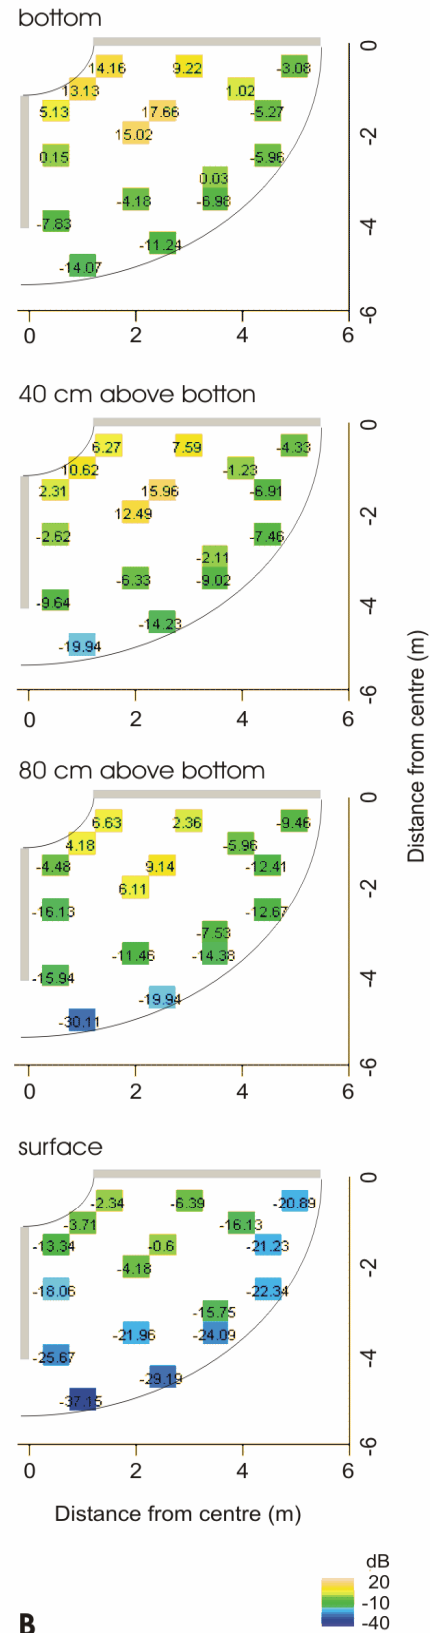 bottom
0
14.16 9.22 -3.08
13.13 1.02
5.13 17.66 -5.27
15.02 -2
0.15 -5.96
0.03
-4.18 -6.98
-7.83 -4
-11.24
-14.07
-6
0 2 4 6
40 cm above botton
0
6.27 7.59 -4.33
10.62 -1.23
2.31 15.96 -6.91
12.49 -2
-2.62 -7.46
-2.11
-6.33 -9.02
-9.64 -4
-14.23
-19.94
-6
0 2 4 6
Distance from centre (m)
80 cm above bottom
0
6.63 2.36 -9.46
4.18 -5.96
-4.48 9.14 -12.41
6.11 -2
-16.13 -12.67
-7.53
-11.46 -14.38
-15.94 -4
-19.94
-30.11
-6
0 2 4 6
surface
0
-2.34 -6.39 -20.89
-3.71 -16.13
-13.34 -0.6 -21.23
-4.18 -2
-18.06 -22.34
-15.75
-21.96 -24.09
-25.67 -4
-29.19
-37.15
-6
0 2 4 6
Distance from centre (m)
dB
20
-10
-40
B